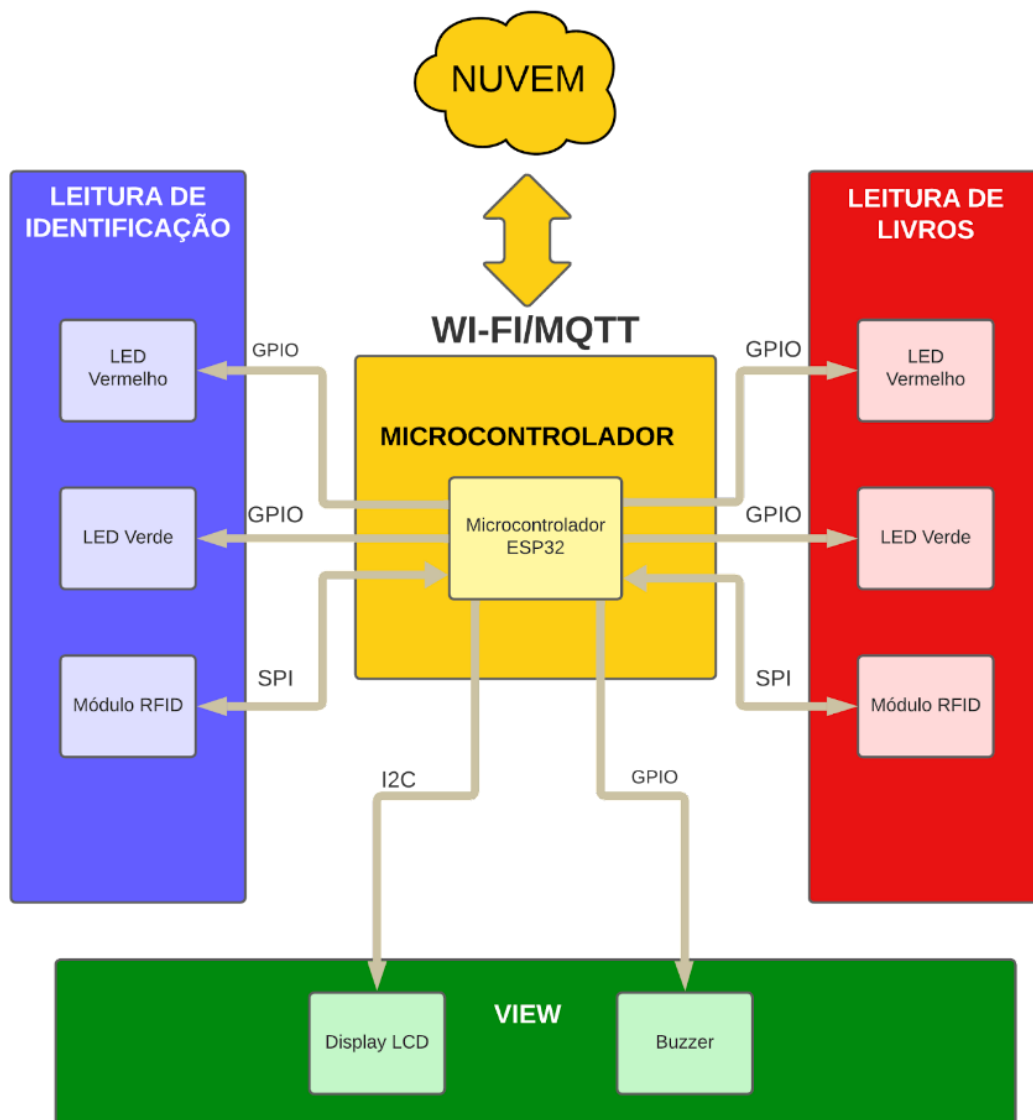 NUVEM
WI-FI/MQTT
LEITURA DE
IDENTIFICAÇÃO
LED
Vermelho
GPIO
LED Verde
GPIO
Módulo RFID
SPI
MICROCONTROLADOR
Microcontrolador
ESP32
LEITURA DE
LIVROS
GPIO
LED
Vermelho
GPIO
LED Verde
SPI
Módulo RFID
I2C
GPIO
VIEW
Display LCD
Buzzer